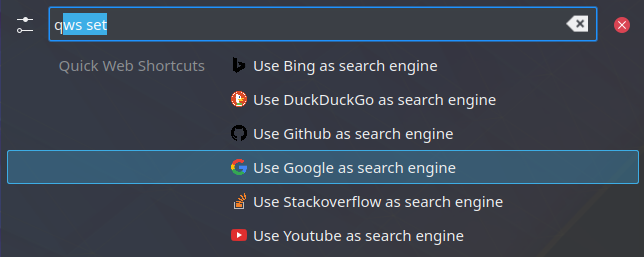 qws set
Quick Web Shortcuts Use Bing as search engine
Use DuckDuckGo as search engine
Use Github as search engine
Use Google as search engine
Use Stackoverflow as search engine
Use Youtube as search engine